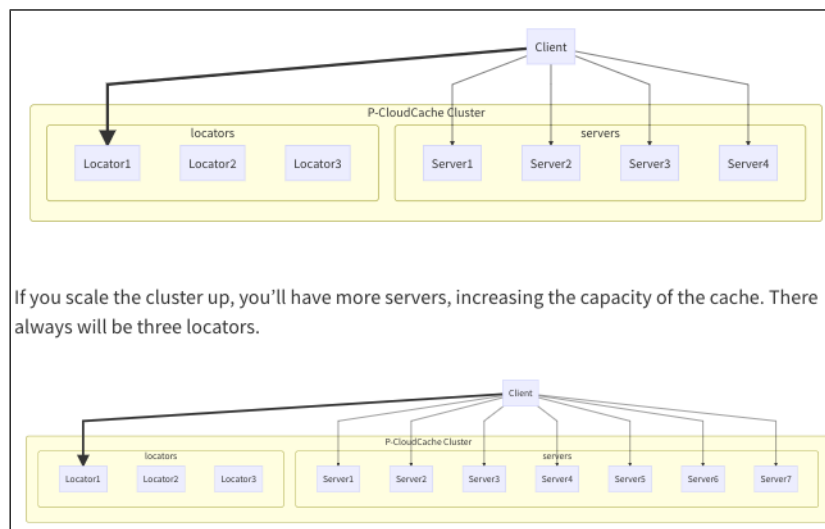 Client
P-CloudCache Cluster
locators
servers
Locator1 Locator2 Locator3 Server1 Server2 Server3 Server4
If you scale the cluster up, you’ll have more servers, increasing the capacity of the cache. There
always will be three locators.
Client
P-CloudCache Cluster
locators
servers
Locator1 Locator2 Locator3 Server1 Server2 Server3 Server4 Server5 Server6 Server7